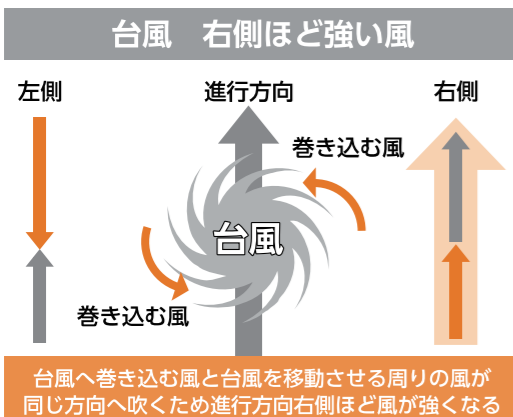 台風　右側ほど強い風
左側
進行方向
右側
巻き込む風
台風
巻き込む風
台風へ巻き込む風と台風を移動させる周りの風が
同じ方向へ吹くため進行方向右側ほど風が強くなる